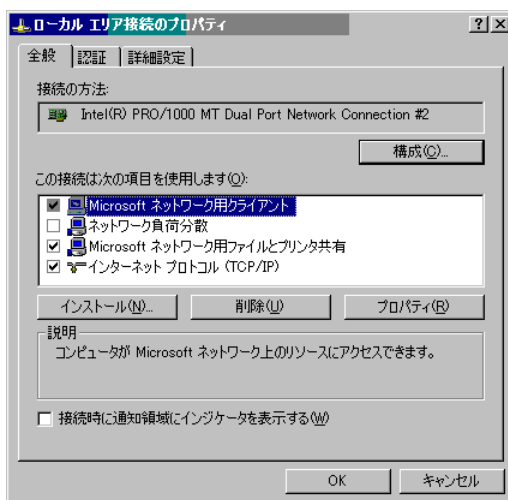 ローカル エリア接続のプロパティ
全般 認証 詳細設定
接続の方法:
Intel(R) PRO/1000 MT Dual Port Network Connection #2
構成(C)...
この接続は次の項目を使用します(O):
Microsoft ネットワーク用クライアント
ネットワーク負荷分散
Microsoft ネットワーク用ファイルとプリンタ共有
インターネット プロトコル (TCP/IP)
インストール(N)... 削除(U) プロパティ(R)
説明
コンピュータが Microsoft ネットワーク上のリソースにアクセスできます。
接続時に通知領域にインジケータを表示する(W)
OK キャンセル